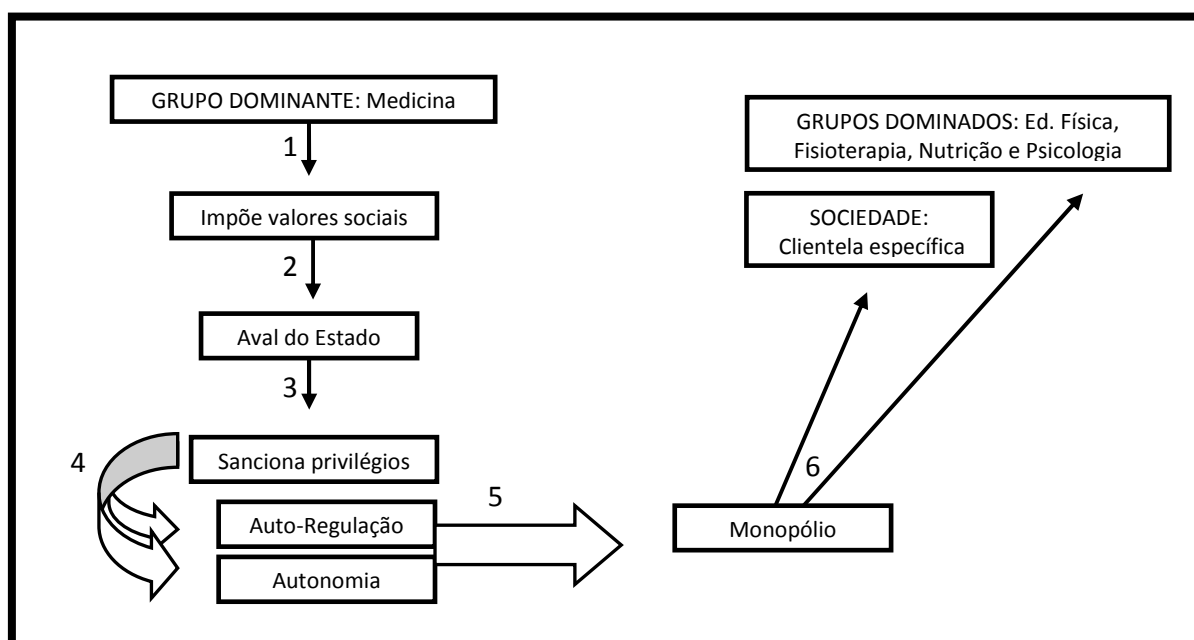 GRUPO DOMINANTE: Medicina
1
Impõe valores sociais
2
Aval do Estado
3
4
Sanciona privilégios
Auto-Regulação
Autonomia
5
Monopólio
6
SOCIEDADE:
Clientela específica
GRUPOS DOMINADOS: Ed. Física,
Fisioterapia, Nutrição e Psicologia